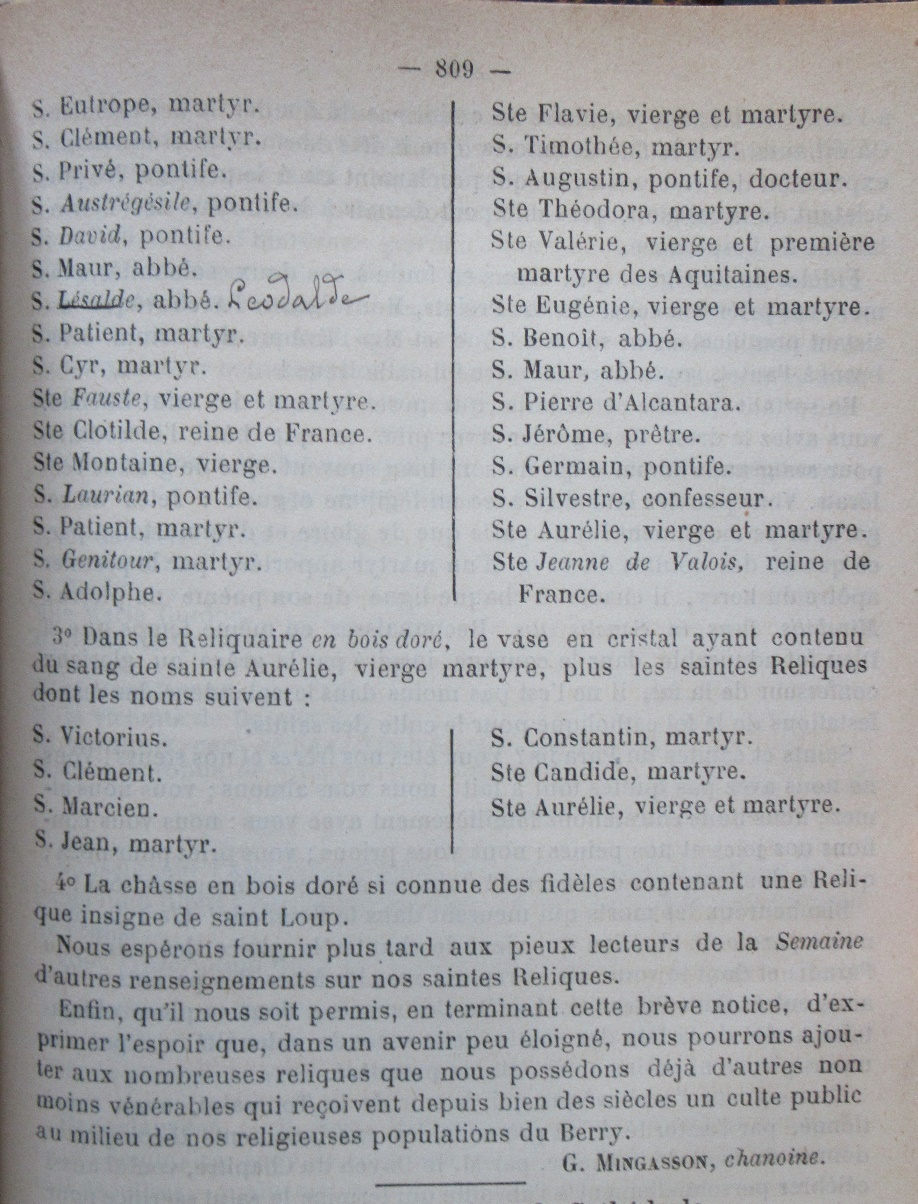 — 809 —
S. Eutrope, martyr.
S. Clément, martyr.
S. Privé, pontife.
S. Austrégésile, pontife.
S. David, pontife.
S. Maur, abbé.
S. Lésalde, abbé. Leodalde
S. Patient, martyr.
S. Cyr, martyr.
Ste Fauste, vierge et martyre.
Ste Clotilde, reine de France.
Ste Montaine, vierge.
S. Laurian, pontife.
S. Patient, martyr.
S. Genitour, martyr.
S. Adolphe.
Ste Flavie, vierge et martyre.
S. Timothée, martyr.
S. Augustin, pontife, docteur.
Ste Théodora, martyre.
Ste Valérie, vierge et première
martyre des Aquitaines.
Ste Eugénie, vierge et martyre.
S. Benoit, abbé.
S. Maur, abbé.
S. Pierre d'Alcantara.
S. Jérôme, prêtre.
S. Germain, pontife.
S. Silvestre, confesseur.
Ste Aurélie, vierge et martyre.
Ste Jeanne de Valois, reine de
France.
3º Dans le Reliquaire en bois doré, le vase en cristal ayant contenu
du sang de sainte Aurélie, vierge martyre, plus les saintes Reliques
dont les noms suivent :
S. Victorius.
S. Clément.
S. Marcien.
S. Jean, martyr.
S. Constantin, martyr.
Ste Candide, martyre.
Ste Aurélie, vierge et martyre.
4º La châsse en bois doré si connue des fidèles contenant une Reli-
que insigne de saint Loup.
Nous espérons fournir plus tard aux pieux lecteurs de la Semaine
d'autres renseignements sur nos saintes Reliques.
Enfin, qu'il nous soit permis, en terminant cette brève notice, d'ex-
primer l'espoir que, dans un avenir peu éloigné, nous pourrons ajou-
ter aux nombreuses reliques que nous possédons déjà d'autres non
moins vénérables qui reçoivent depuis bien des siècles un culte public
au milieu de nos religieuses populations du Berry.
G. MINGASSON, chanoine.